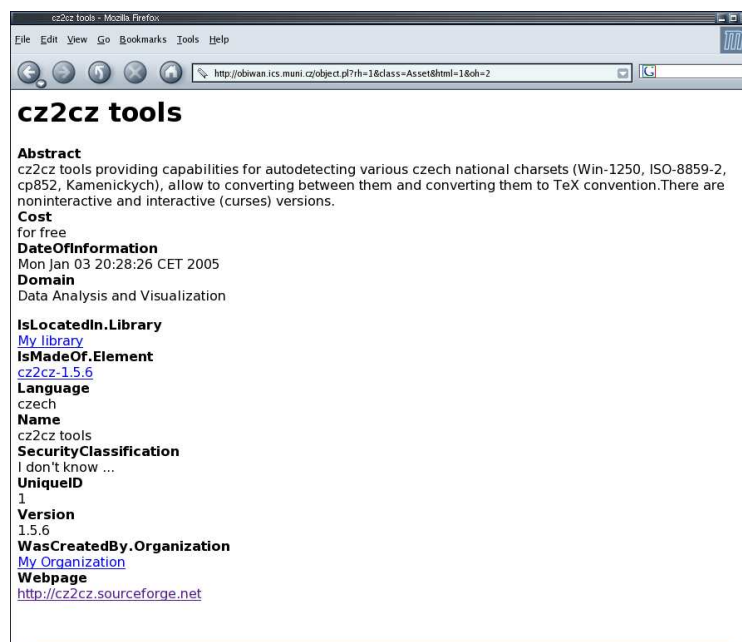 cz2cz tools - Mozilla Firefox
File Edit View Go Bookmarks Tools Help
http://obiwan.ics.muni.cz/object.pl?rh=1&class=Asset&html=1&oh=2
G
cz2cz tools
Abstract
cz2cz tools providing capabilities for autodetecting various czech national charsets (Win-1250, ISO-8859-2,
cp852, Kamenickych), allow to converting between them and converting them to TeX convention.There are
noninteractive and interactive (curses) versions.
Cost
for free
DateOfInformation
Mon Jan 03 20:28:26 CET 2005
Domain
Data Analysis and Visualization
IsLocatedIn.Library
My library
IsMadeOf.Element
cz2cz-1.5.6
Language
czech
Name
cz2cz tools
SecurityClassification
I don't know ...
UniqueID
1
Version
1.5.6
WasCreatedBy.Organization
My Organization
Webpage
http://cz2cz.sourceforge.net